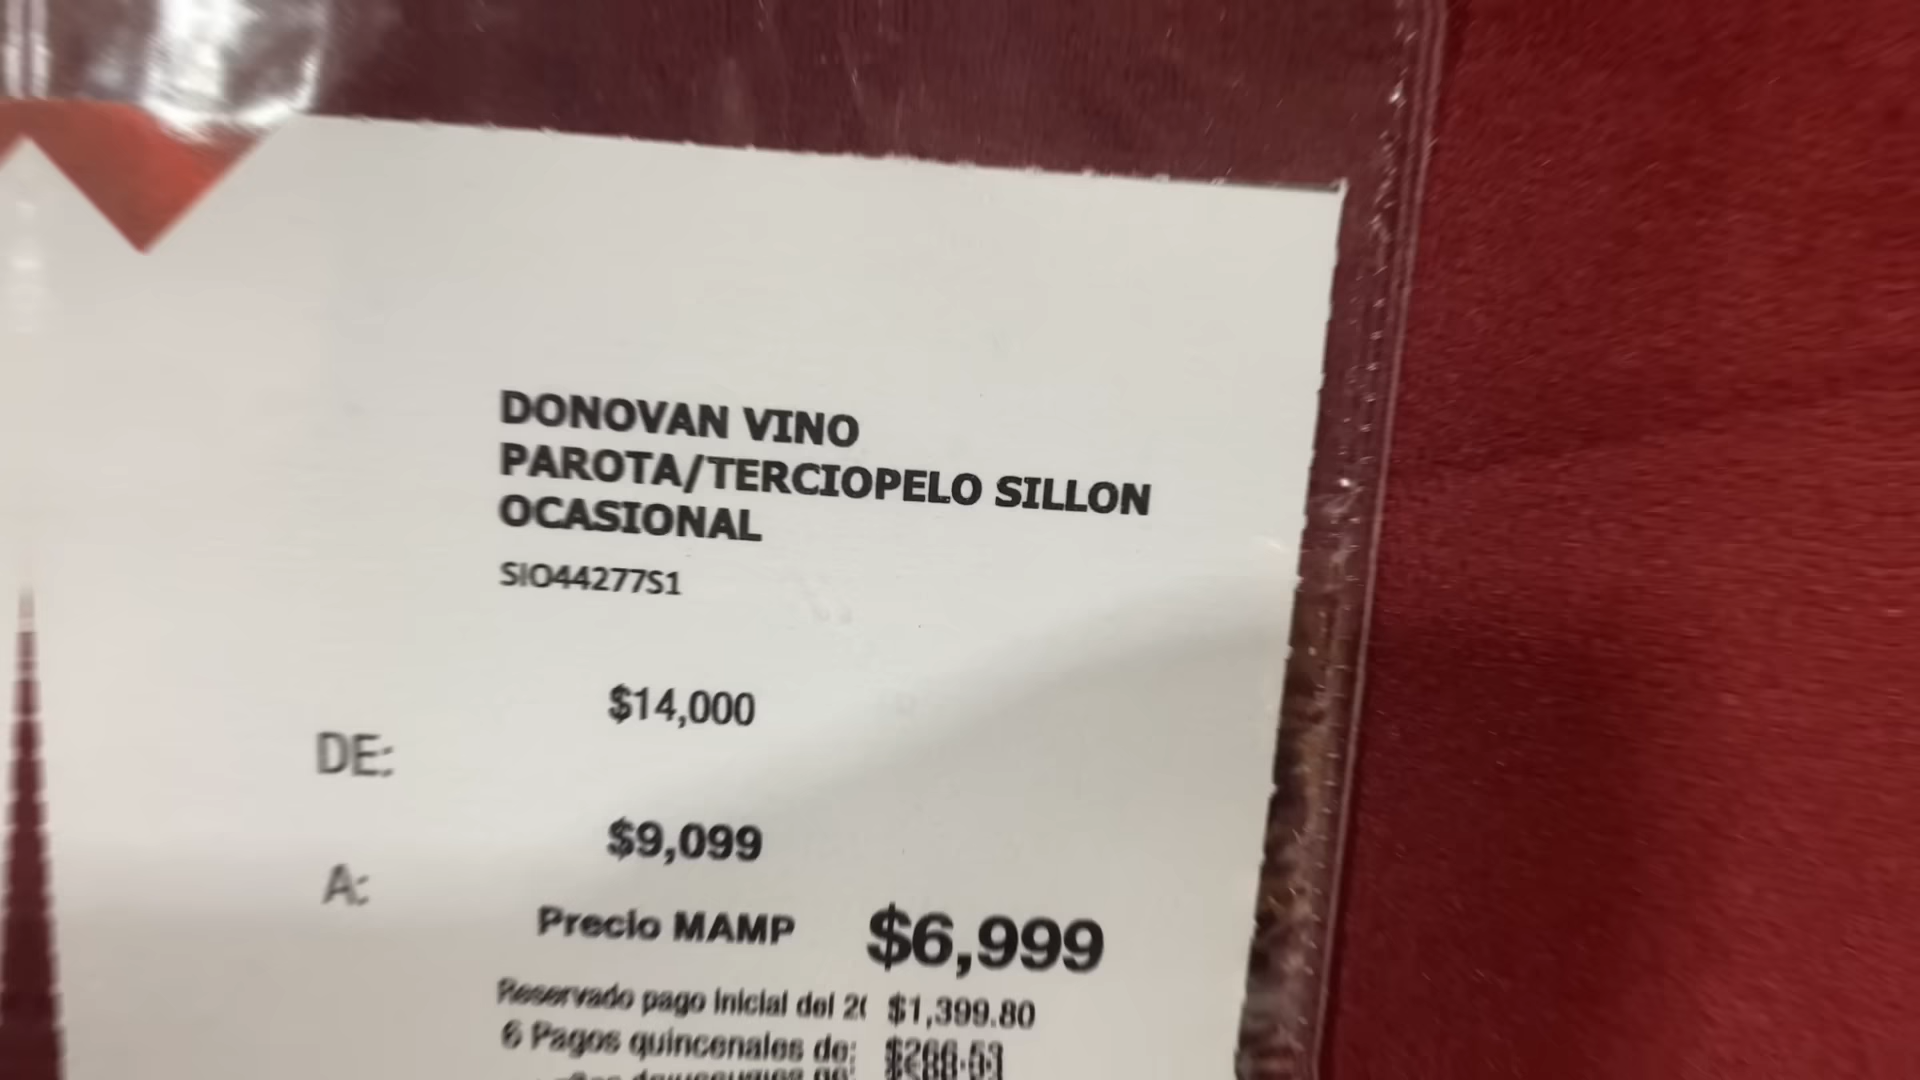 DONOVAN VINO
PAROTA/TERCIOPELO SILLON
OCASIONAL
SIO44277S1
$14,000
DE:
$9,099
A:
Precio MAMP $6,999
Reservado pago inicial del 2( $1,399.80
6 Pagos quincenales de: